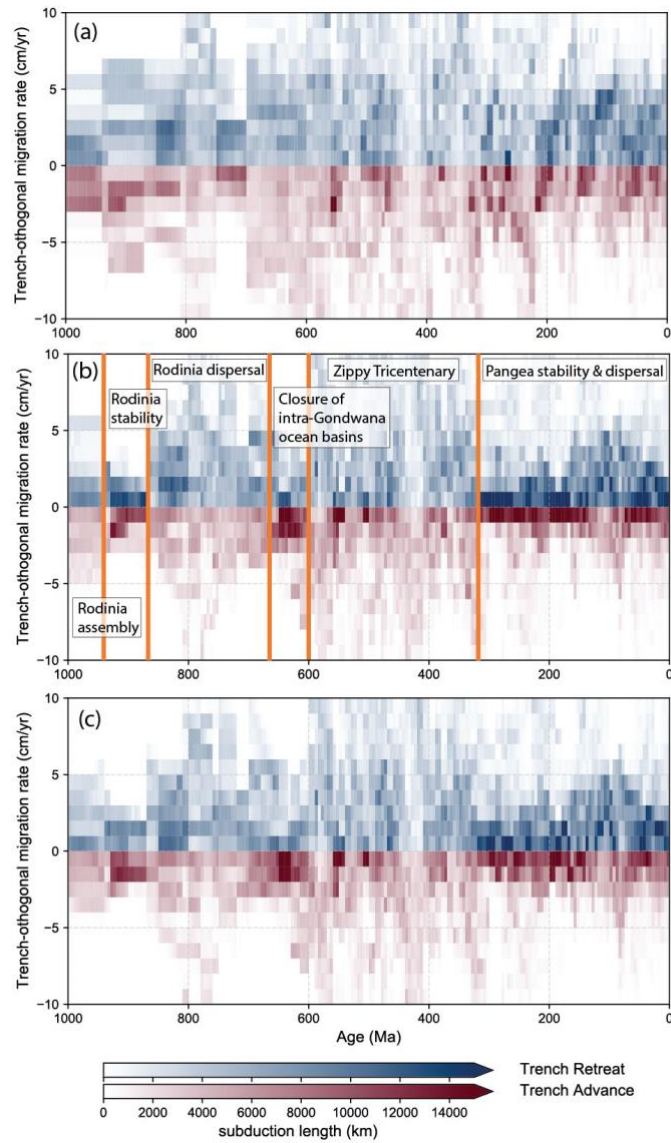 Trench-othogonal migration rate (cm/yr)
(a)
10
5
0
−5
−10
1000
800
600
400
200
0
Trench-othogonal migration rate (cm/yr)
(b)
10
5
0
−5
−10
Rodinia dispersal
Zippy Tricentenary
Pangea stability & dispersal
Rodinia
stability
Closure of
intra-Gondwana
ocean basins
Rodinia
assembly
1000
800
600
400
200
0
Trench-othogonal migration rate (cm/yr)
(c)
10
5
0
−5
−10
1000
800
600
400
200
0
Age (Ma)
Trench Retreat
Trench Advance
0
2000
4000
6000
8000
10000
12000
14000
subduction length (km)